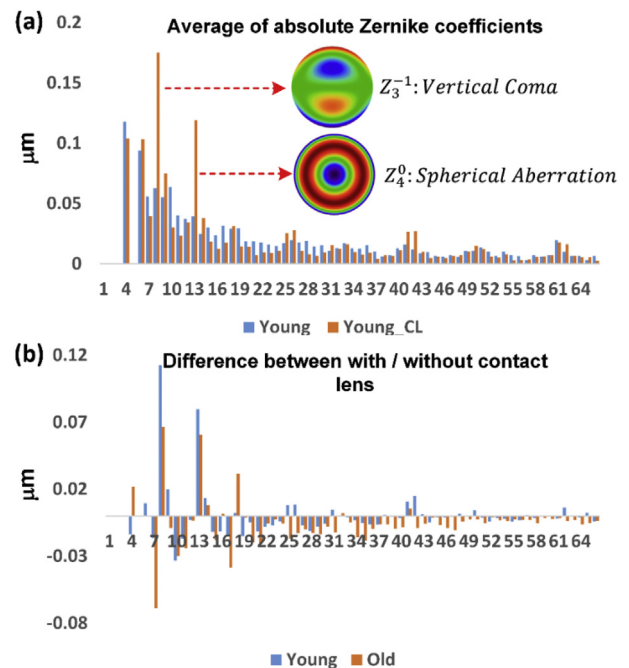 (a)
Average of absolute Zernike coefficients
0.2
0.15
0.1
0.05
0
μm
Z₃⁻¹: Vertical Coma
Z₄⁰: Spherical Aberration
1 4 7 10 13 16 19 22 25 28 31 34 37 40 43 46 49 52 55 58 61 64
Young Young_CL
(b)
Difference between with / without contact
lens
0.12
0.07
0.02
-0.03
-0.08
μm
1 4 7 10 13 16 19 22 25 28 31 34 37 40 43 46 49 52 55 58 61 64
Young Old